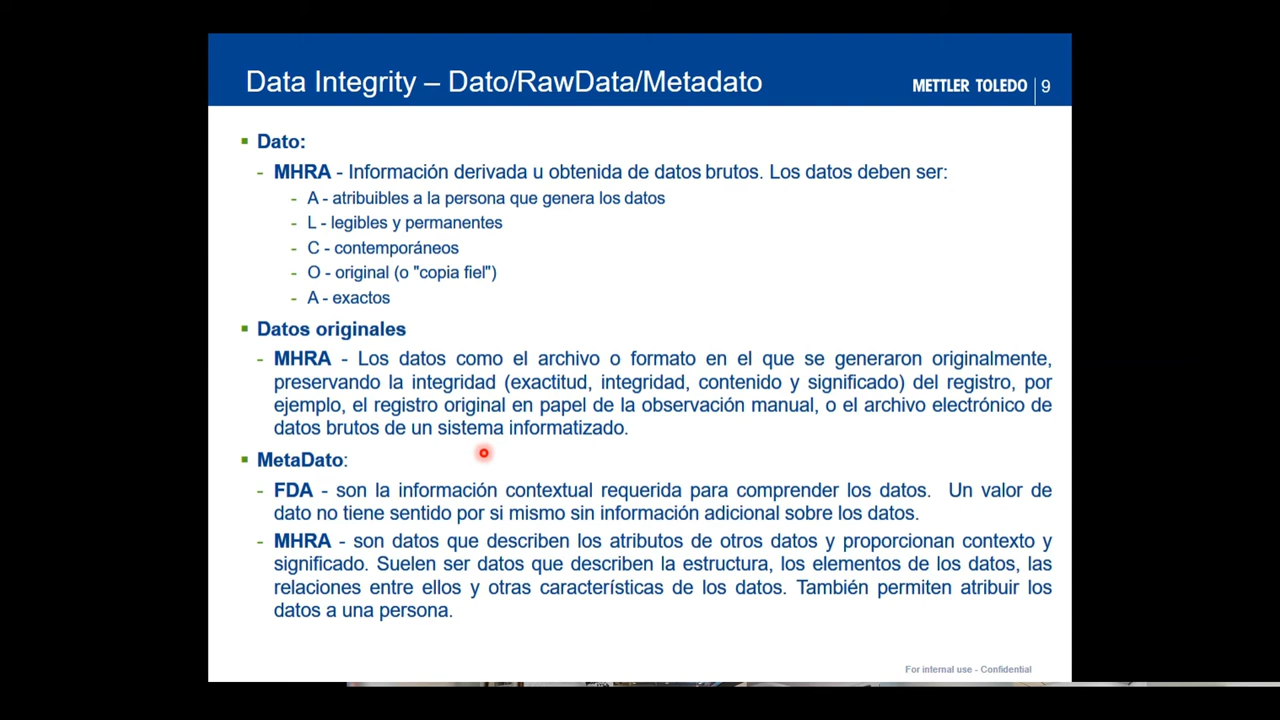 Data Integrity – Dato/RawData/Metadato
METTLER TOLEDO 9
Dato:
- MHRA - Información derivada u obtenida de datos brutos. Los datos deben ser:
- A - atribuibles a la persona que genera los datos
- L - legibles y permanentes
- C - contemporáneos
- O - original (o "copia fiel")
- A - exactos
Datos originales
- MHRA - Los datos como el archivo o formato en el que se generaron originalmente,
preservando la integridad (exactitud, integridad, contenido y significado) del registro, por
ejemplo, el registro original en papel de la observación manual, o el archivo electrónico de
datos brutos de un sistema informatizado.
MetaDato:
- FDA - son la información contextual requerida para comprender los datos. Un valor de
dato no tiene sentido por si mismo sin información adicional sobre los datos.
- MHRA - son datos que describen los atributos de otros datos y proporcionan contexto y
significado. Suelen ser datos que describen la estructura, los elementos de los datos, las
relaciones entre ellos y otras características de los datos. También permiten atribuir los
datos a una persona.
For internal use - Confidential